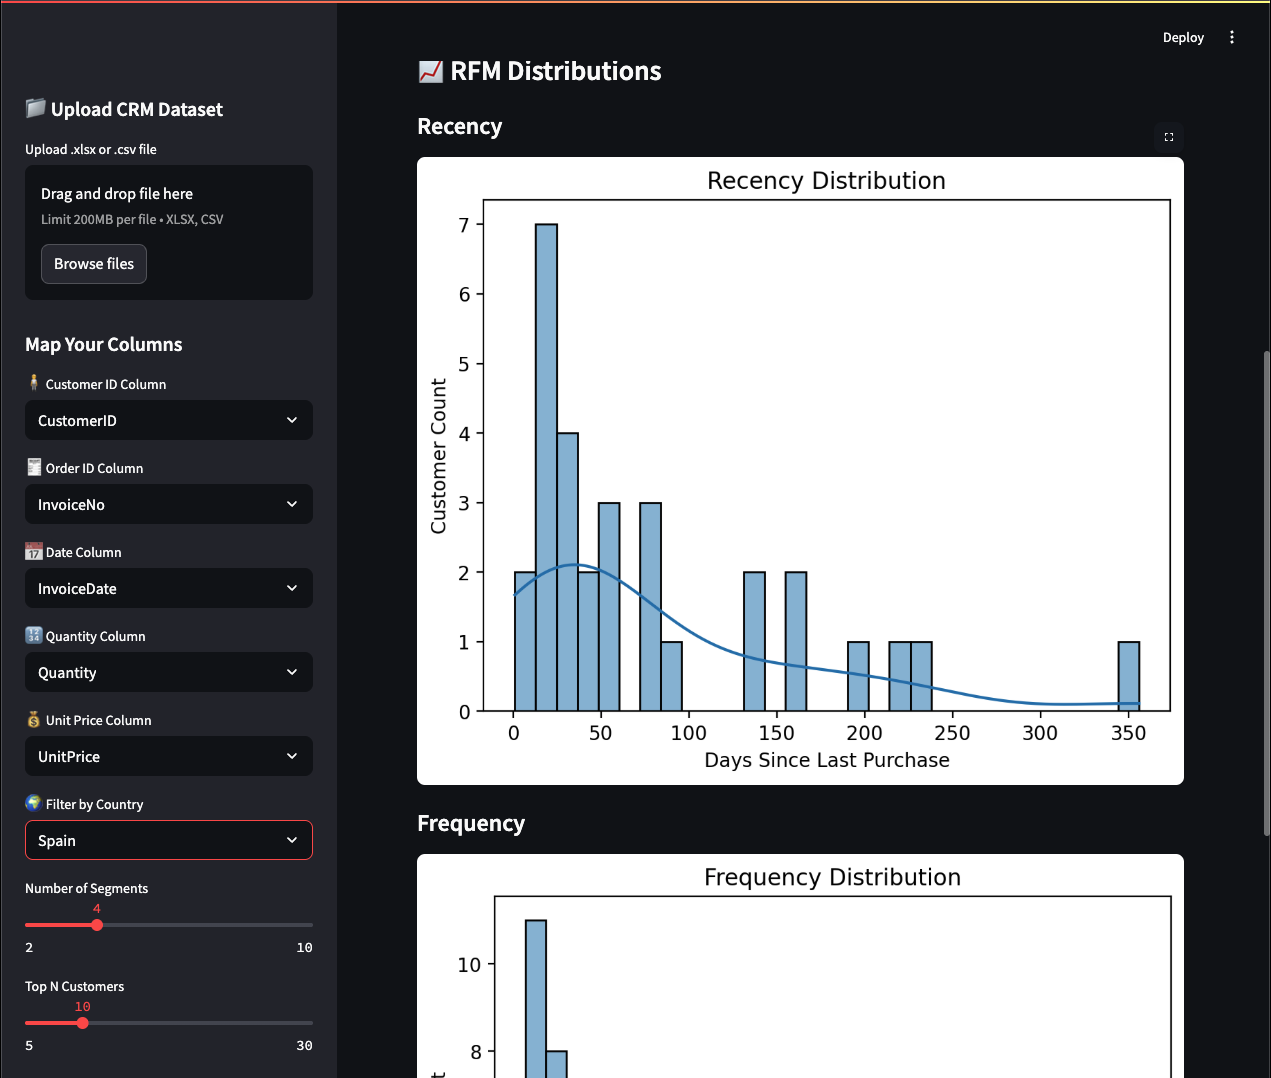 Deploy
Upload CRM Dataset
Upload .xlsx or .csv file
Drag and drop file here
Limit 200MB per file • XLSX, CSV
Browse files
Map Your Columns
Customer ID Column
CustomerID
Order ID Column
InvoiceNo
17
Date Column
InvoiceDate
12
34
Quantity Column
Quantity
Unit Price Column
UnitPrice
Filter by Country
Spain
Number of Segments
4
2 10
Top N Customers
10
5 30
RFM Distributions
Recency
Recency Distribution
7
6
5
4
3
2
1
0
Customer Count
0 50 100 150 200 250 300 350
Days Since Last Purchase
Frequency
Frequency Distribution
10
8